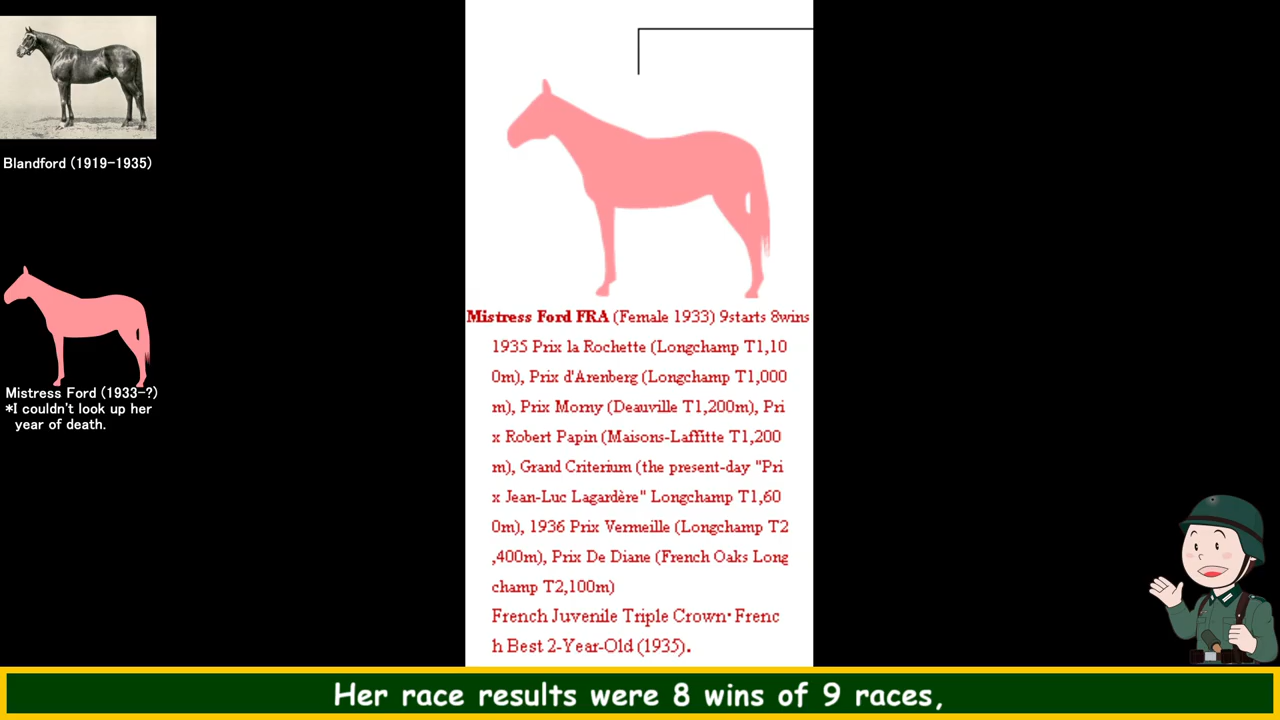 Blandford (1919-1935)
Mistress Ford (1933-?)
*I couldn't look up her
year of death.
Mistress Ford FRA (Female 1933) 9starts 8wins
1935 Prix la Rochette (Longchamp T1,10
0m), Prix d'Arenberg (Longchamp T1,000
m), Prix Morny (Deauville T1,200m), Pri
x Robert Papin (Maisons-Laffitte T1,200
m), Grand Criterium (the present-day "Pri
x Jean-Luc Lagardère" Longchamp T1,60
0m), 1936 Prix Vermeille (Longchamp T2
,400m), Prix De Diane (French Oaks Long
champ T2,100m)
French Juvenile Triple Crown・Frenc
h Best 2-Year-Old (1935).
Her race results were 8 wins of 9 races,